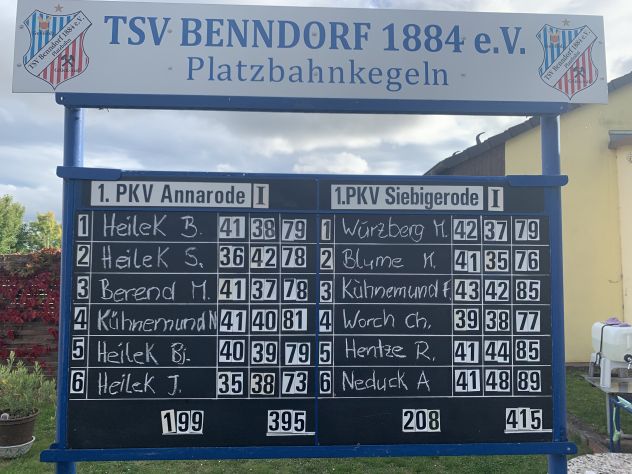 TSV BENNDORF 1884 e.V.
Platzbahnkegeln
1. PKV Annarode I
1 Heilek B. 41 38 79
2 Heilek S. 36 42 78
3 Berend M. 41 37 78
4 Kühnemund N 41 40 81
5 Heilek Bj. 40 39 79
6 Heilek J. 35 38 73
199 395
1.PKV Siebigerode I
1 Würzberg M. 42 37 79
2 Blume K. 41 35 76
3 Kühnemund F. 43 42 85
4 Worch Ch. 39 38 77
5 Hentze R. 41 44 85
6 Neduck A 41 48 89
208 415